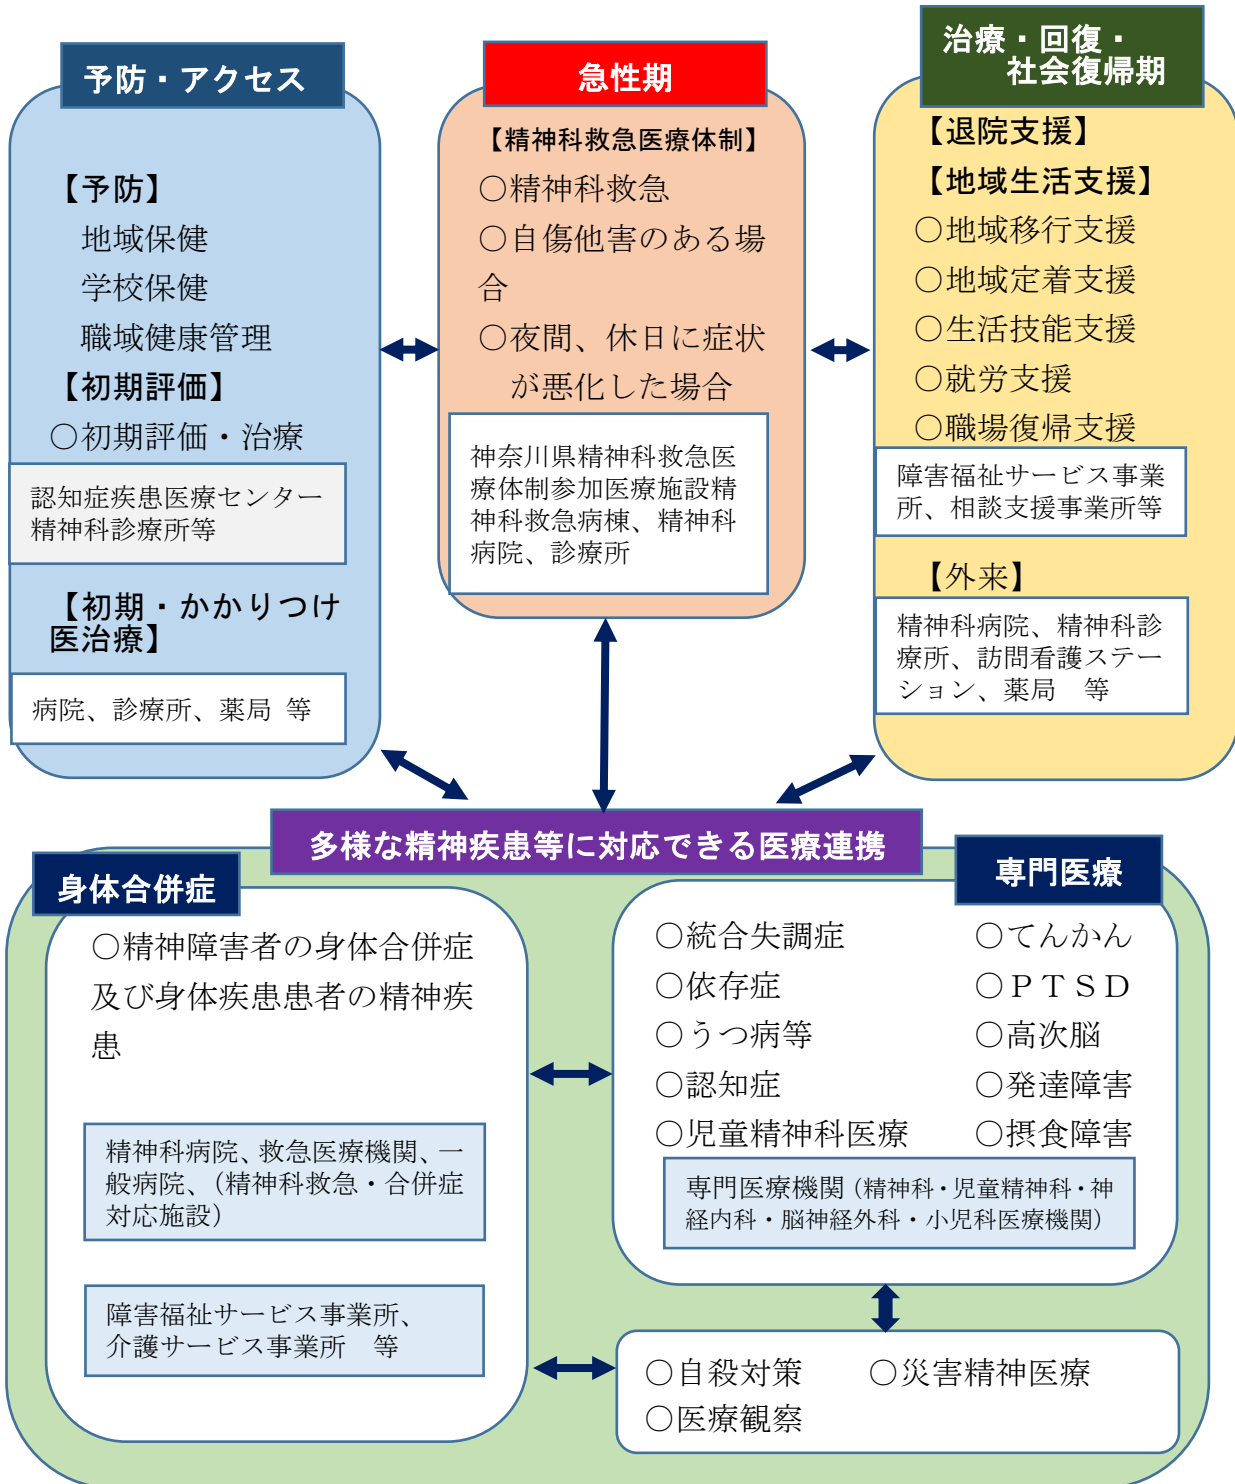 予防・アクセス
【予防】
地域保健
学校保健
職域健康管理
【初期評価】
○初期評価・治療
認知症疾患医療センター
精神科診療所等
【初期・かかりつけ
医治療】
病院、診療所、薬局 等
急性期
【精神科救急医療体制】
○精神科救急
○自傷他害のある場
合
○夜間、休日に症状
が悪化した場合
神奈川県精神科救急医
療体制参加医療施設精
神科救急病棟、精神科
病院、診療所
治療・回復・
社会復帰期
【退院支援】
【地域生活支援】
○地域移行支援
○地域定着支援
○生活技能支援
○就労支援
○職場復帰支援
障害福祉サービス事業
所、相談支援事業所等
【外来】
精神科病院、精神科診
療所、訪問看護ステー
ション、薬局 等
多様な精神疾患等に対応できる医療連携
身体合併症
○精神障害者の身体合併症
及び身体疾患患者の精神疾
患
精神科病院、救急医療機関、一
般病院、（精神科救急・合併症
対応施設）
障害福祉サービス事業所、
介護サービス事業所 等
専門医療
○統合失調症 ○てんかん
○依存症 ○ＰＴＳＤ
○うつ病等 ○高次脳
○認知症 ○発達障害
○児童精神科医療 ○摂食障害
専門医療機関（精神科・児童精神科・神
経内科・脳神経外科・小児科医療機関）
○自殺対策 ○災害精神医療
○医療観察